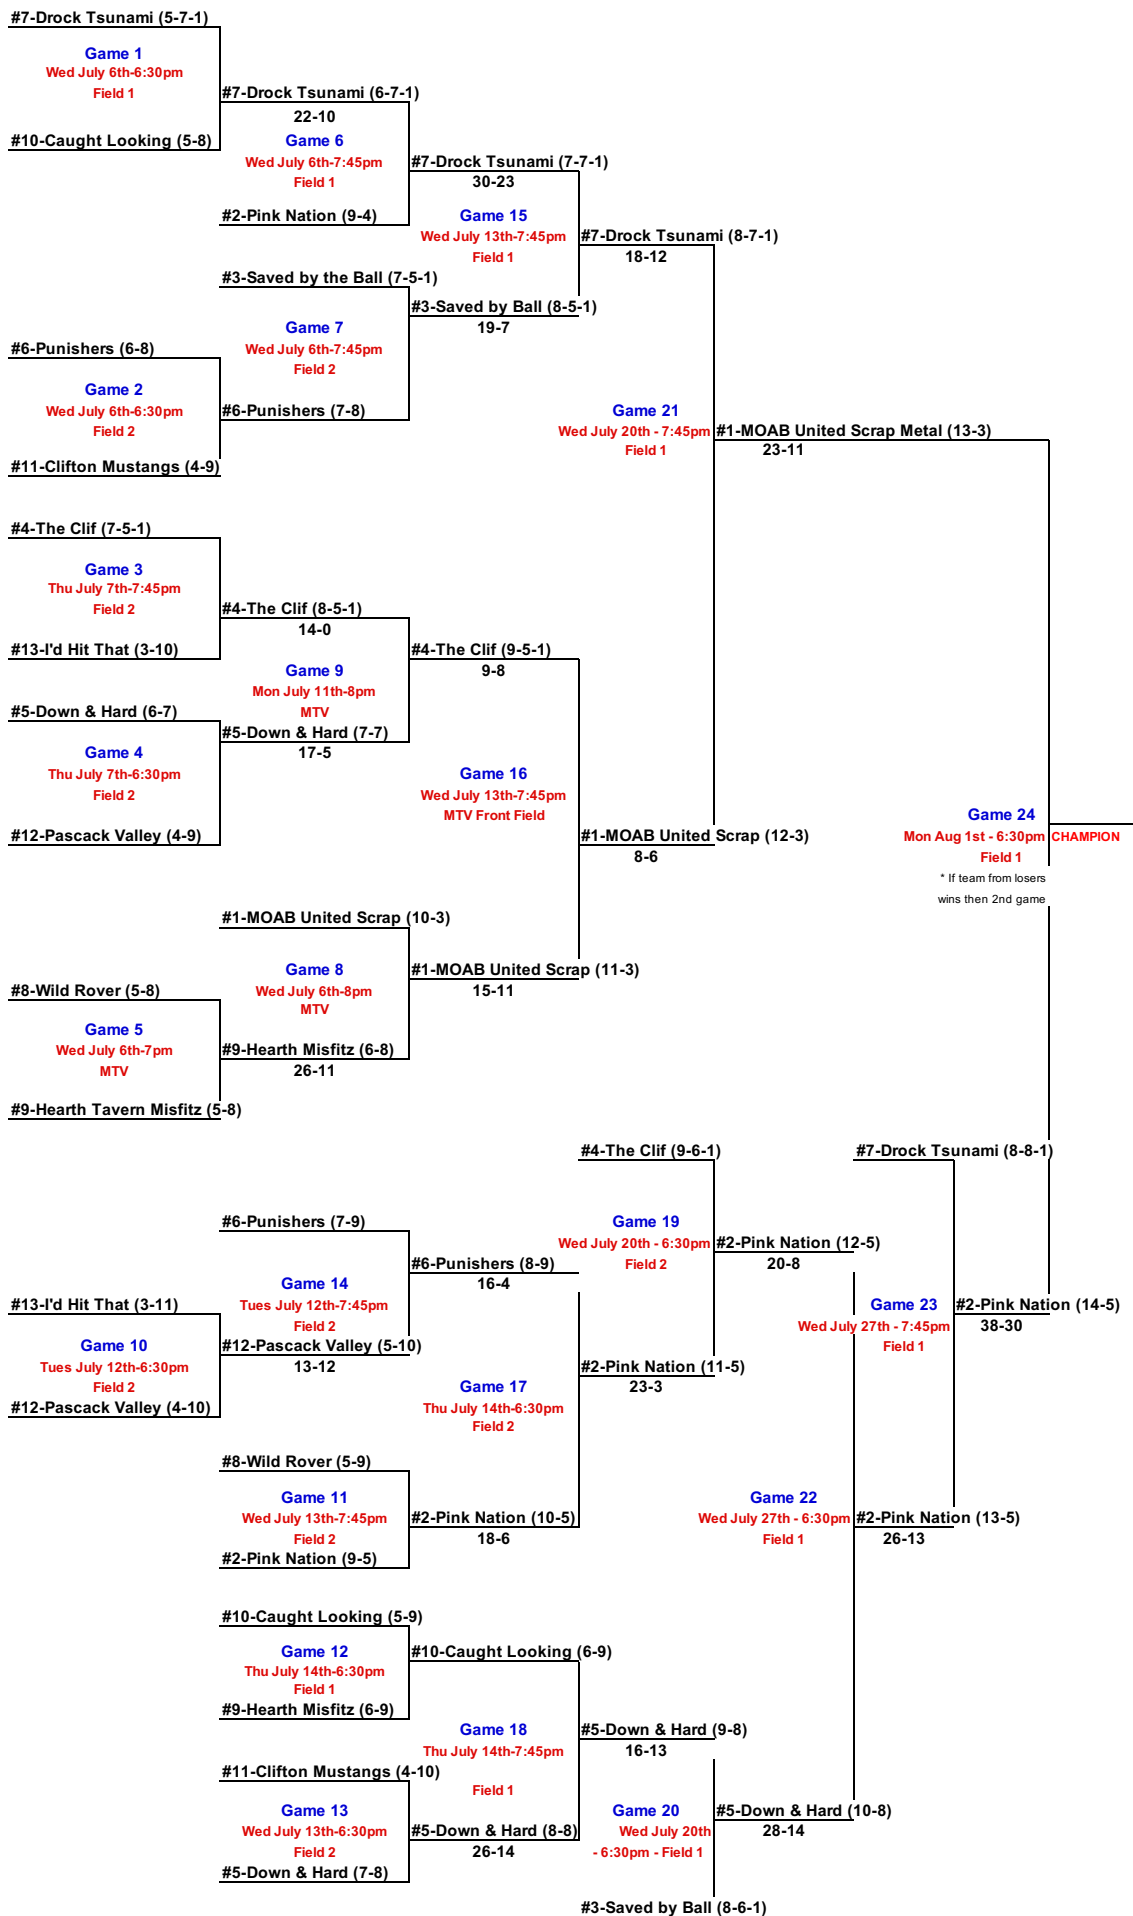 #7-Drock Tsunami (5-7-1)
Game 1
Wed July 6th-6:30pm
Field 1
#10-Caught Looking (5-8)
#7-Drock Tsunami (6-7-1)
22-10
Game 6
Wed July 6th-7:45pm
Field 1
#2-Pink Nation (9-4)
#7-Drock Tsunami (7-7-1)
30-23
Game 15
Wed July 13th-7:45pm
Field 1
#7-Drock Tsunami (8-7-1)
18-12
#3-Saved by the Ball (7-5-1)
#3-Saved by Ball (8-5-1)
19-7
Game 7
Wed July 6th-7:45pm
Field 2
#6-Punishers (6-8)
Game 2
Wed July 6th-6:30pm
Field 2
#6-Punishers (7-8)
#11-Clifton Mustangs (4-9)
Game 21
Wed July 20th - 7:45pm
Field 1
#1-MOAB United Scrap Metal (13-3)
23-11
#4-The Clif (7-5-1)
Game 3
Thu July 7th-7:45pm
Field 2
#13-I'd Hit That (3-10)
#4-The Clif (8-5-1)
14-0
Game 9
Mon July 11th-8pm
MTV
#4-The Clif (9-5-1)
9-8
#5-Down & Hard (6-7)
Game 4
Thu July 7th-6:30pm
Field 2
#5-Down & Hard (7-7)
17-5
#12-Pascack Valley (4-9)
Game 16
Wed July 13th-7:45pm
MTV Front Field
#1-MOAB United Scrap (12-3)
8-6
Game 24
Mon Aug 1st - 6:30pm
CHAMPION
Field 1
* If team from losers
wins then 2nd game
#1-MOAB United Scrap (10-3)
Game 8
Wed July 6th-8pm
MTV
#1-MOAB United Scrap (11-3)
15-11
#8-Wild Rover (5-8)
Game 5
Wed July 6th-7pm
MTV
#9-Hearth Misfitz (6-8)
26-11
#9-Hearth Tavern Misfitz (5-8)
#4-The Clif (9-6-1)
#7-Drock Tsunami (8-8-1)
#6-Punishers (7-9)
Game 19
Wed July 20th - 6:30pm
Field 2
#2-Pink Nation (12-5)
20-8
#6-Punishers (8-9)
16-4
Game 14
Tues July 12th-7:45pm
Field 2
#13-I'd Hit That (3-11)
Game 10
Tues July 12th-6:30pm
Field 2
#12-Pascack Valley (5-10)
13-12
#12-Pascack Valley (4-10)
Game 23
Wed July 27th - 7:45pm
Field 1
#2-Pink Nation (14-5)
38-30
#2-Pink Nation (11-5)
23-3
Game 17
Thu July 14th-6:30pm
Field 2
#8-Wild Rover (5-9)
Game 11
Wed July 13th-7:45pm
Field 2
#2-Pink Nation (9-5)
#2-Pink Nation (10-5)
18-6
Game 22
Wed July 27th - 6:30pm
Field 1
#2-Pink Nation (13-5)
26-13
#10-Caught Looking (5-9)
Game 12
Thu July 14th-6:30pm
Field 1
#9-Hearth Misfitz (6-9)
#10-Caught Looking (6-9)
Game 18
Thu July 14th-7:45pm
Field 1
#5-Down & Hard (9-8)
16-13
#11-Clifton Mustangs (4-10)
Game 13
Wed July 13th-6:30pm
Field 2
#5-Down & Hard (7-8)
#5-Down & Hard (8-8)
26-14
Game 20
Wed July 20th
- 6:30pm - Field 1
#5-Down & Hard (10-8)
28-14
#3-Saved by Ball (8-6-1)